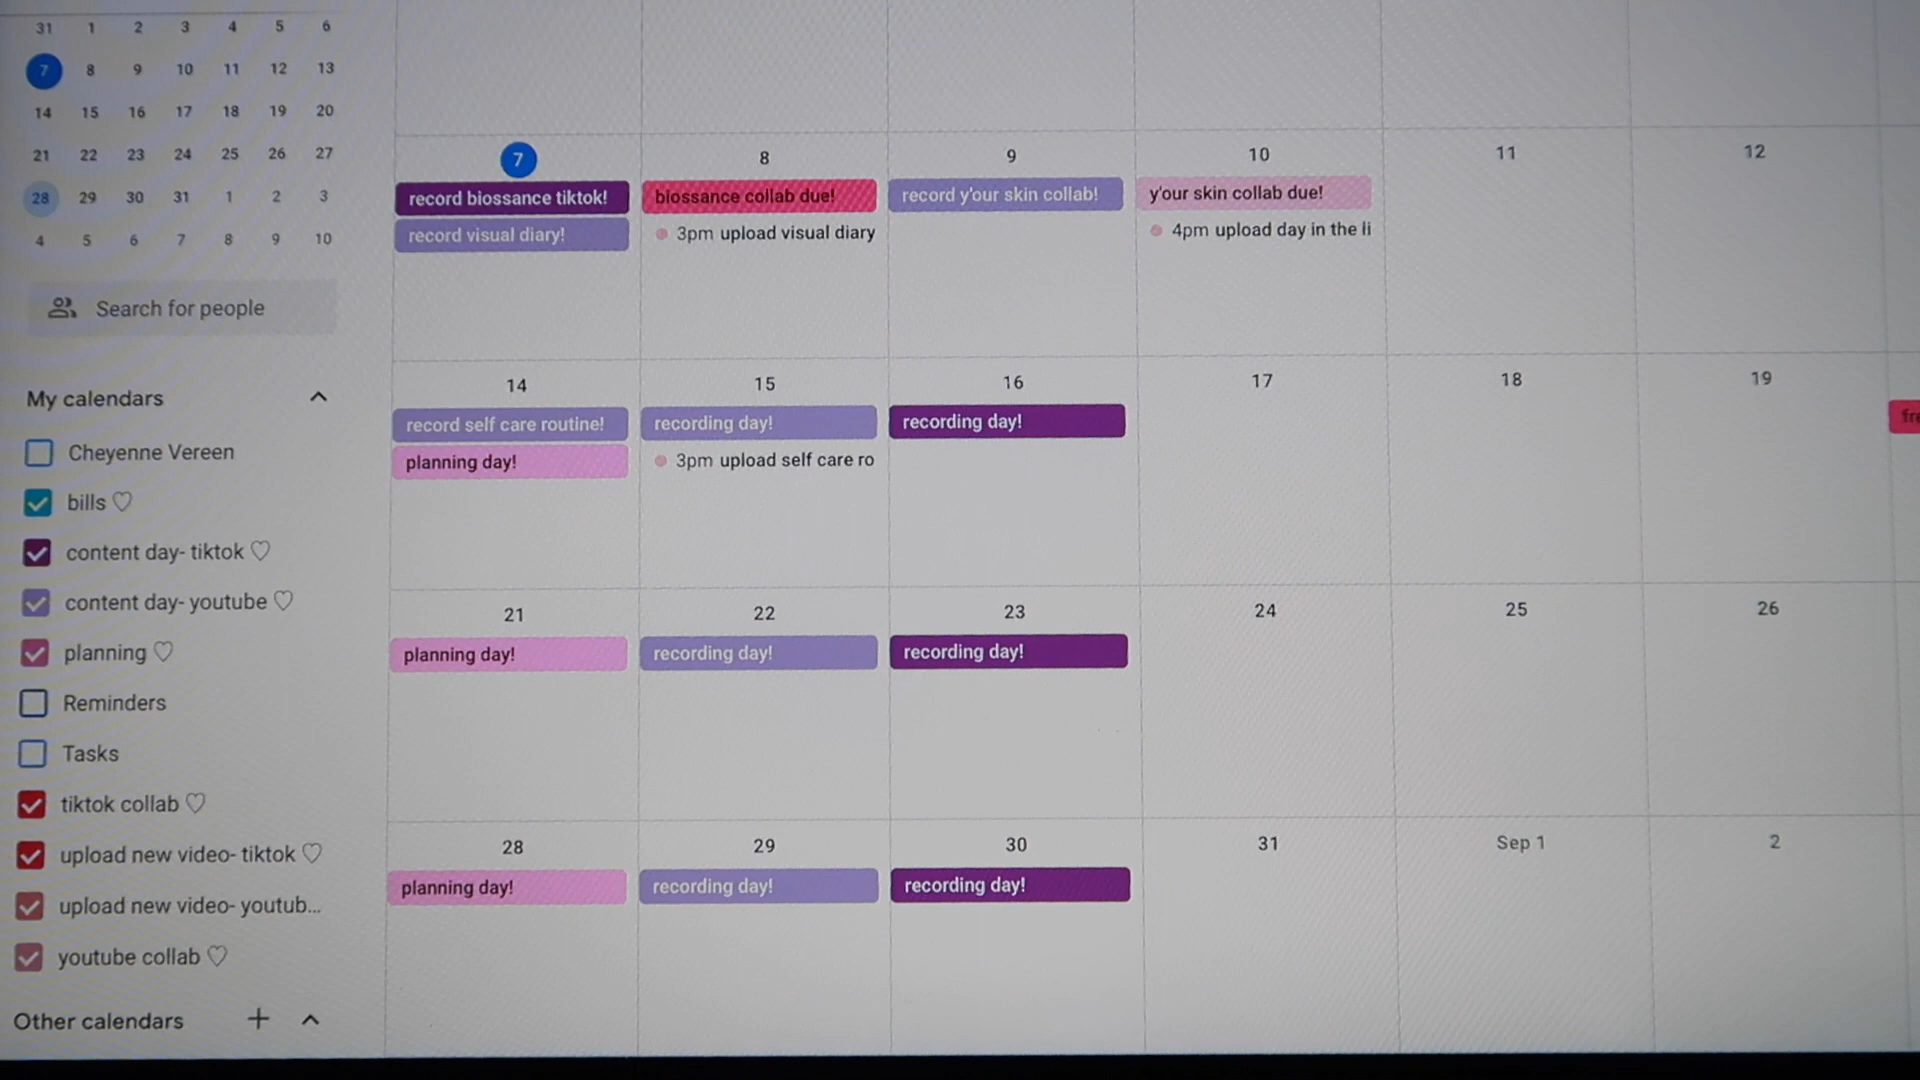 31 1 2 3 4 5 6
7 8 9 10 11 12 13
14 15 16 17 18 19 20
21 22 23 24 25 26 27
28 29 30 31 1 2 3
4 5 6 7 8 9 10
Search for people
My calendars
Cheyenne Vereen
bills ♡
content day- tiktok ♡
content day- youtube ♡
planning ♡
Reminders
Tasks
tiktok collab ♡
upload new video- tiktok ♡
upload new video- youtub...
youtube collab ♡
Other calendars +
7 8 9 10 11 12
record biossance tiktok! biossance collab due! record y'our skin collab! y'our skin collab due!
record visual diary! 3pm upload visual diary 4pm upload day in the li
14 15 16 17 18 19
record self care routine! recording day! recording day! fre
planning day! 3pm upload self care ro
21 22 23 24 25 26
planning day! recording day! recording day!
28 29 30 31 Sep 1 2
planning day! recording day! recording day!